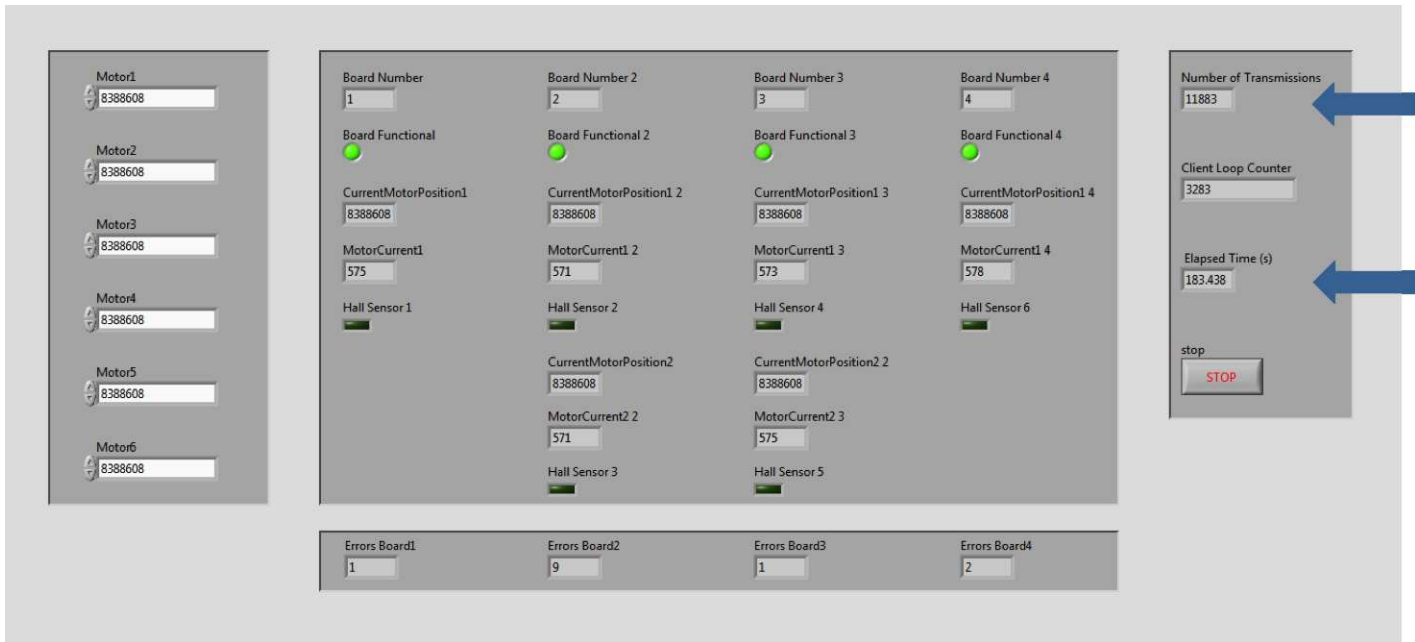 Motor1
8388608
Motor2
8388608
Motor3
8388608
Motor4
8388608
Motor5
8388608
Motor6
8388608
Board Number Board Number 2 Board Number 3 Board Number 4
1 2 3 4
Board Functional Board Functional 2 Board Functional 3 Board Functional 4
CurrentMotorPosition1 CurrentMotorPosition1 2 CurrentMotorPosition1 3 CurrentMotorPosition1 4
8388608 8388608 8388608 8388608
MotorCurrent1 MotorCurrent1 2 MotorCurrent1 3 MotorCurrent1 4
575 571 573 578
Hall Sensor 1 Hall Sensor 2 Hall Sensor 4 Hall Sensor 6
CurrentMotorPosition2 CurrentMotorPosition2 2
8388608 8388608
MotorCurrent2 2 MotorCurrent2 3
571 575
Hall Sensor 3 Hall Sensor 5
Errors Board1 Errors Board2 Errors Board3 Errors Board4
1 9 1 2
Number of Transmissions
11883
Client Loop Counter
3283
Elapsed Time (s)
183.438
stop
STOP